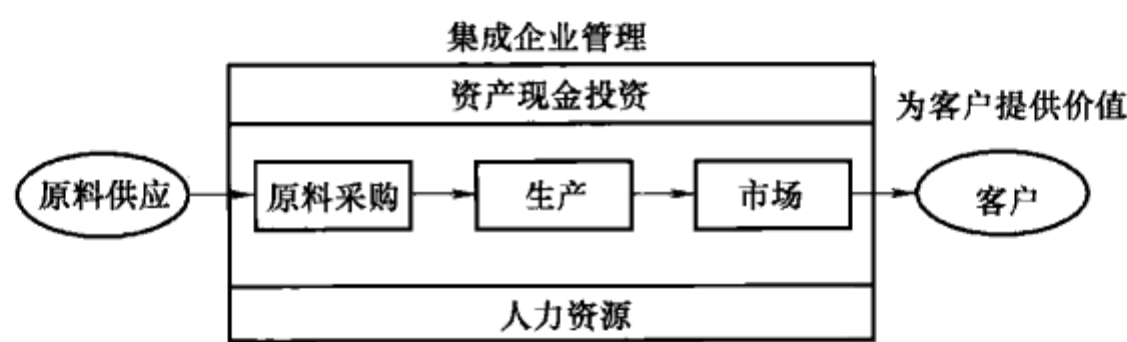 集成企业管理
资产现金投资
为客户提供价值
原料供应
原料采购
生产
市场
客户
人力资源